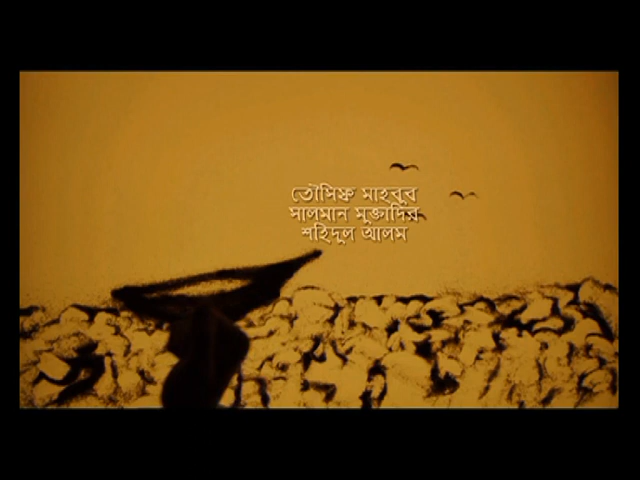 তৌসিফ মাহবুব
সালমান মুক্তাদির
শহিদুল আলম